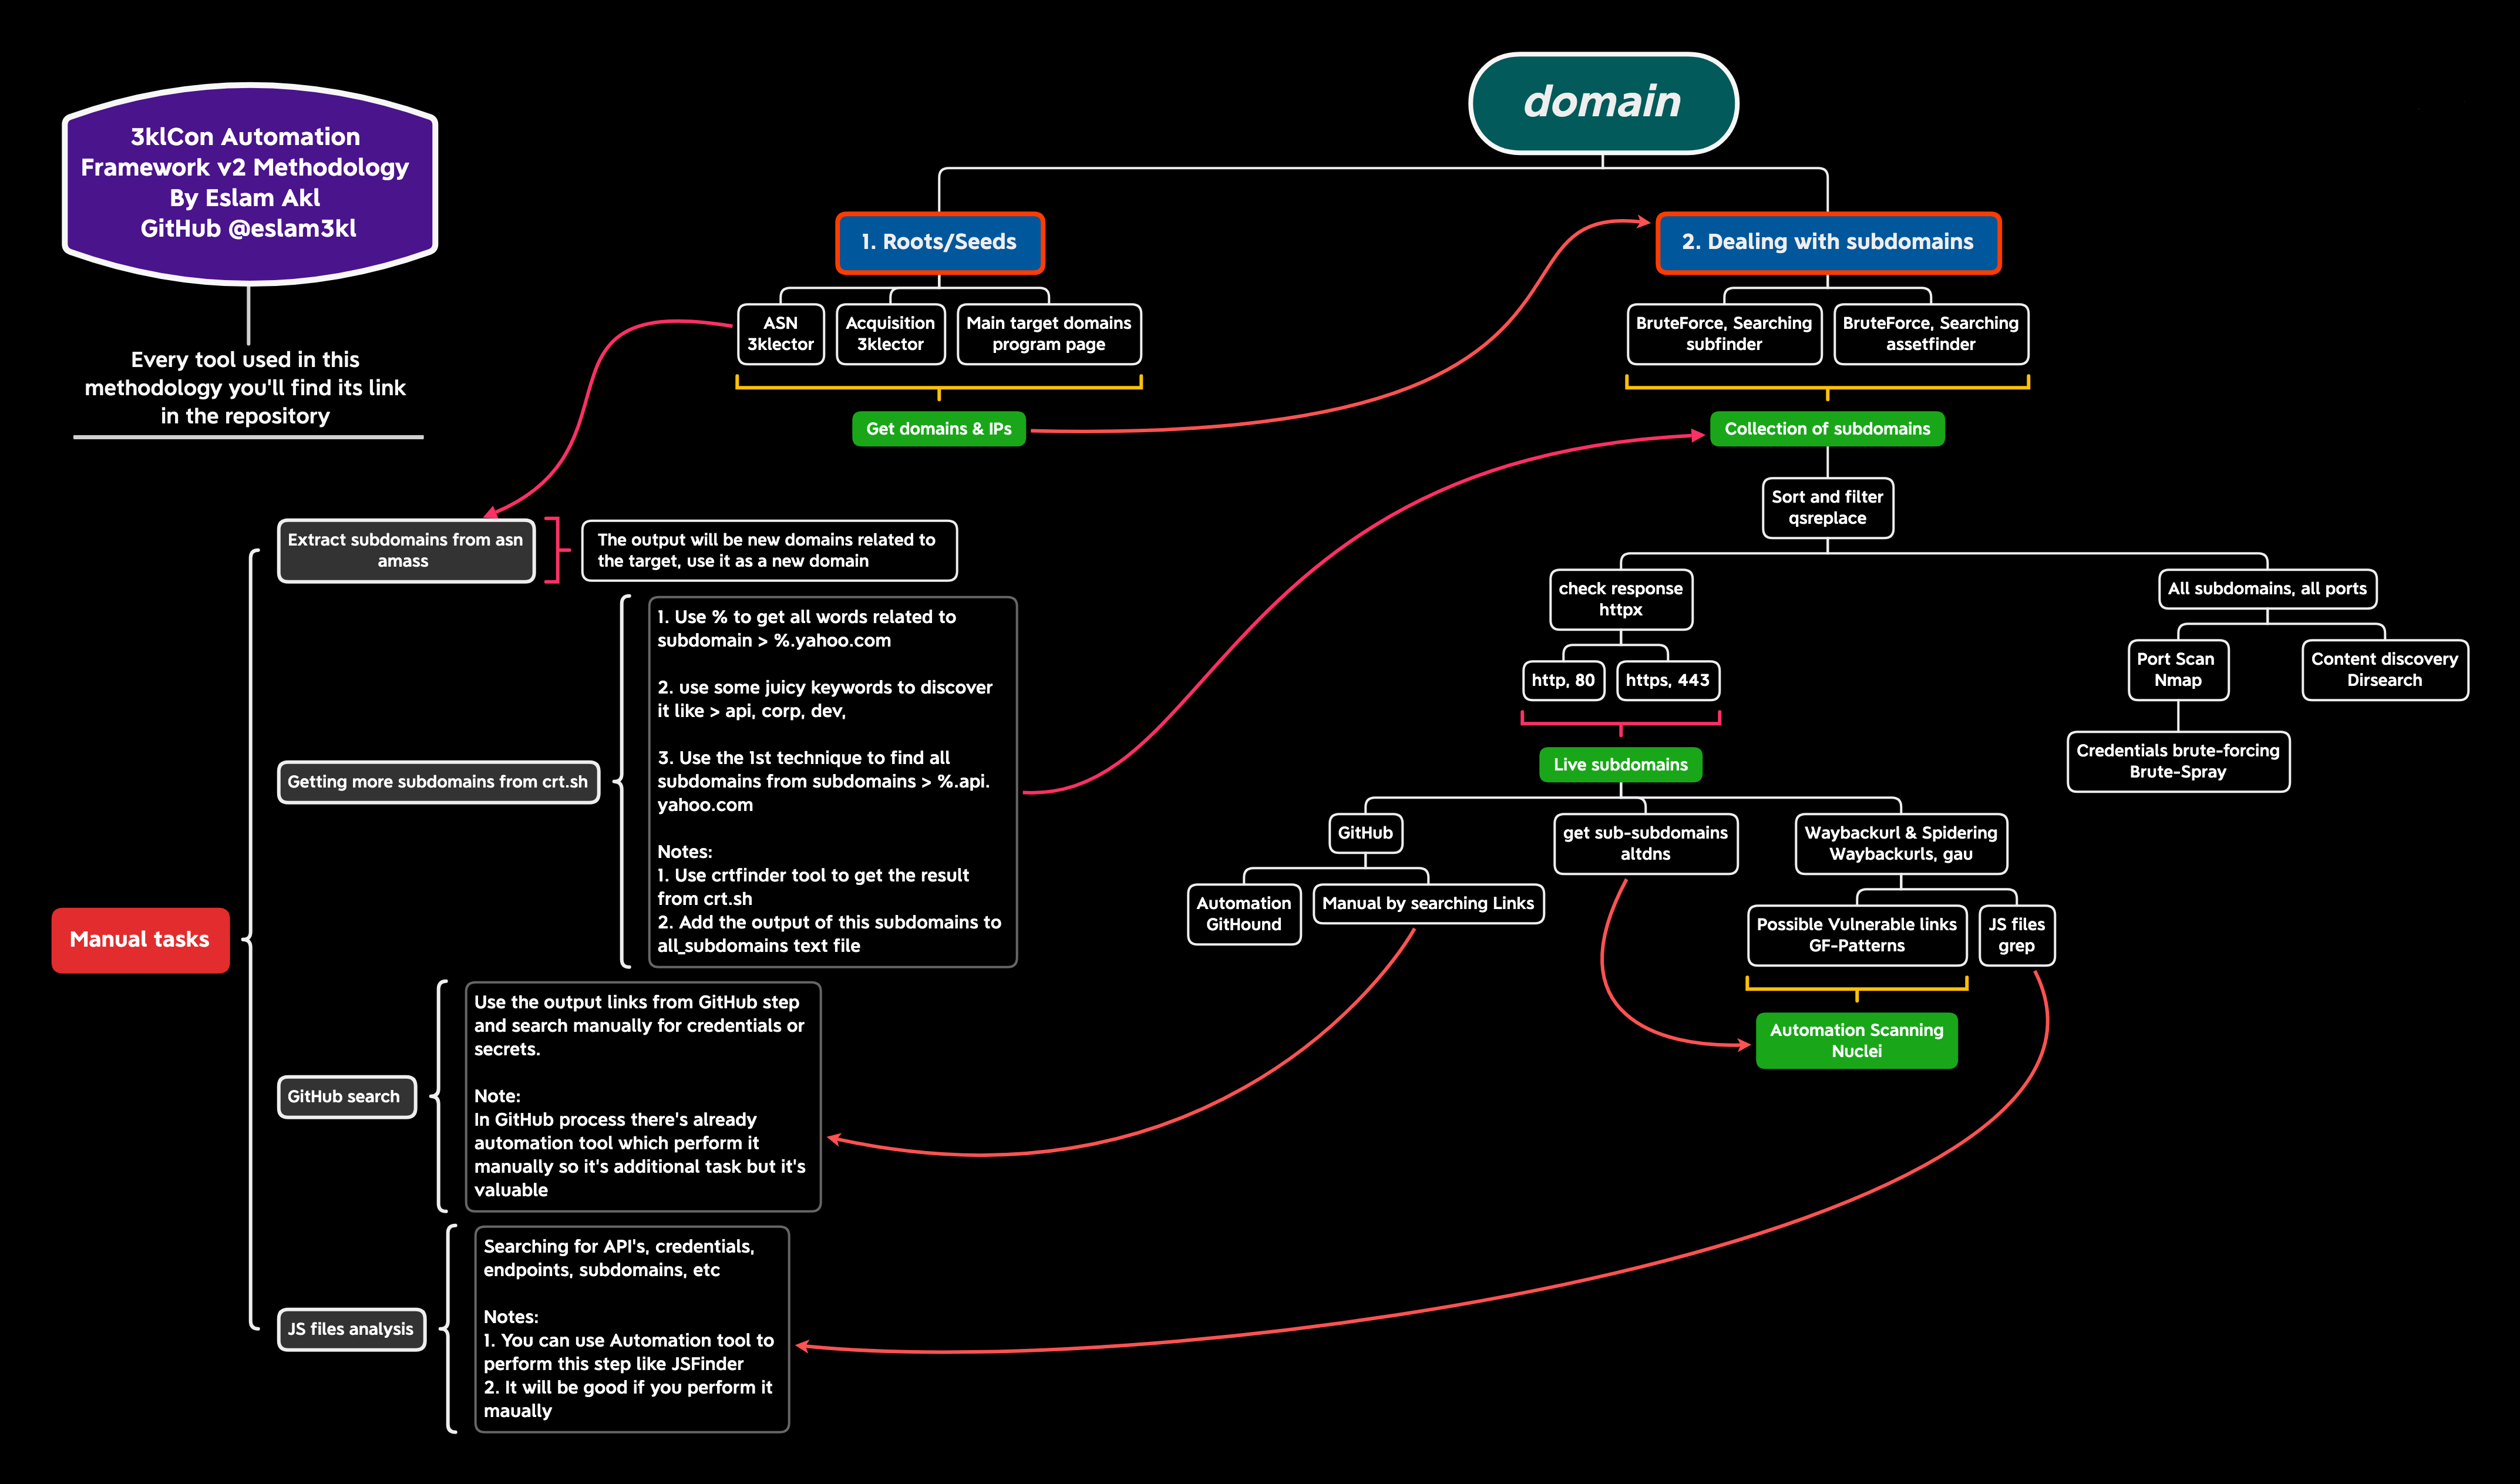 3klCon Automation
Framework v2 Methodology
By Eslam Akl
GitHub @eslam3kl
Every tool used in this
methodology you'll find its link
in the repository
domain
1. Roots/Seeds
ASN
3klector
Acquisition
3klector
Main target domains
program page
Get domains & IPs
2. Dealing with subdomains
BruteForce, Searching
subfinder
BruteForce, Searching
assetfinder
Collection of subdomains
Sort and filter
qsreplace
check response
httpx
http, 80
https, 443
Live subdomains
GitHub
Automation
GitHound
Manual by searching Links
get sub-subdomains
altdns
Waybackurl & Spidering
Waybackurls, gau
Possible Vulnerable links
GF-Patterns
JS files
grep
Automation Scanning
Nuclei
All subdomains, all ports
Port Scan
Nmap
Credentials brute-forcing
Brute-Spray
Content discovery
Dirsearch
Manual tasks
Extract subdomains from asn
amass
The output will be new domains related to
the target, use it as a new domain
Getting more subdomains from crt.sh
1. Use % to get all words related to
subdomain > %.yahoo.com
2. use some juicy keywords to discover
it like > api, corp, dev,
3. Use the 1st technique to find all
subdomains from subdomains > %.api.
yahoo.com
Notes:
1. Use crtfinder tool to get the result
from crt.sh
2. Add the output of this subdomains to
all_subdomains text file
GitHub search
Use the output links from GitHub step
and search manually for credentials or
secrets.
Note:
In GitHub process there's already
automation tool which perform it
manually so it's additional task but it's
valuable
JS files analysis
Searching for API's, credentials,
endpoints, subdomains, etc
Notes:
1. You can use Automation tool to
perform this step like JSFinder
2. It will be good if you perform it
maually